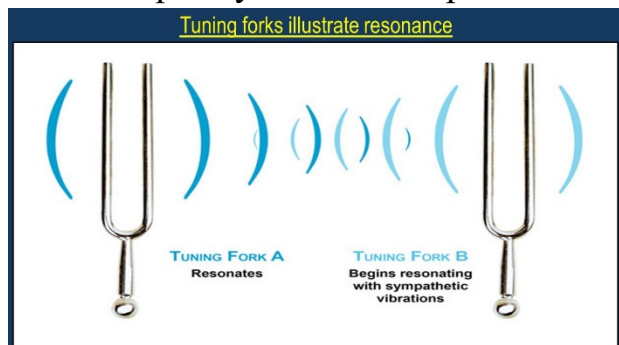 Tuning forks illustrate resonance
TUNING FORK A
Resonates
TUNING FORK B
Begins resonating
with sympathetic
vibrations